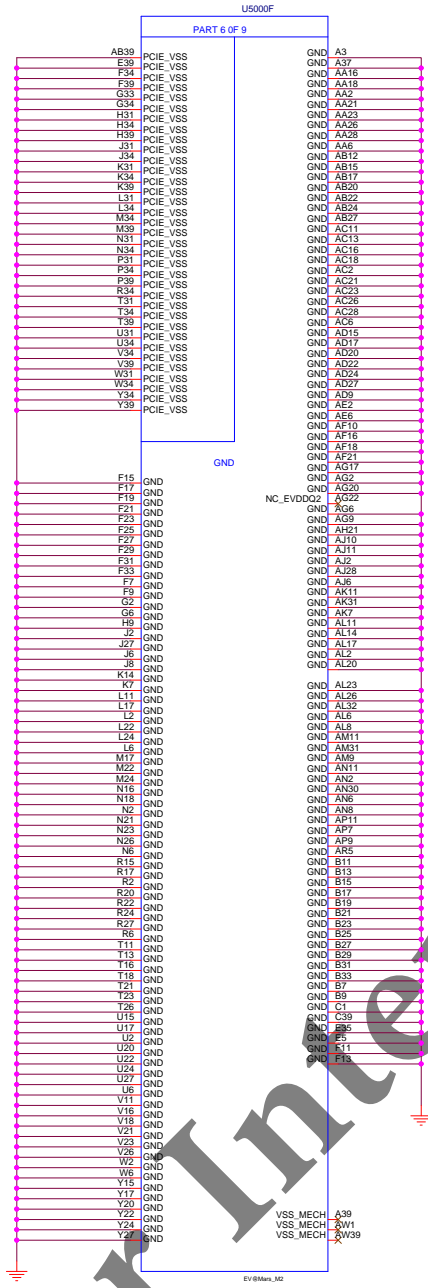 U5000F
PART 6 0F 9
AB39 PCIE_VSS
E39 PCIE_VSS
F34 PCIE_VSS
F39 PCIE_VSS
G33 PCIE_VSS
G34 PCIE_VSS
H31 PCIE_VSS
H34 PCIE_VSS
H39 PCIE_VSS
J31 PCIE_VSS
J34 PCIE_VSS
K31 PCIE_VSS
K34 PCIE_VSS
K39 PCIE_VSS
L31 PCIE_VSS
L34 PCIE_VSS
M34 PCIE_VSS
M39 PCIE_VSS
N31 PCIE_VSS
N34 PCIE_VSS
P31 PCIE_VSS
P34 PCIE_VSS
P39 PCIE_VSS
R34 PCIE_VSS
T31 PCIE_VSS
T34 PCIE_VSS
T39 PCIE_VSS
U31 PCIE_VSS
U34 PCIE_VSS
V34 PCIE_VSS
V39 PCIE_VSS
W31 PCIE_VSS
W34 PCIE_VSS
Y34 PCIE_VSS
Y39 PCIE_VSS
GND
F15 GND
F17 GND
F19 GND
F21 GND
F23 GND
F25 GND
F27 GND
F29 GND
F31 GND
F33 GND
F7 GND
F9 GND
G2 GND
G6 GND
H9 GND
J2 GND
J27 GND
J6 GND
J8 GND
K14 GND
K7 GND
L11 GND
L17 GND
L2 GND
L22 GND
L24 GND
L6 GND
M17 GND
M22 GND
M24 GND
N16 GND
N18 GND
N2 GND
N21 GND
N23 GND
N26 GND
N6 GND
R15 GND
R17 GND
R2 GND
R20 GND
R22 GND
R24 GND
R27 GND
R6 GND
T11 GND
T13 GND
T16 GND
T18 GND
T21 GND
T23 GND
T26 GND
U15 GND
U17 GND
U2 GND
U20 GND
U22 GND
U24 GND
U27 GND
U6 GND
V11 GND
V16 GND
V18 GND
V21 GND
V23 GND
V26 GND
W2 GND
W6 GND
Y15 GND
Y17 GND
Y20 GND
Y22 GND
Y24 GND
Y27 GND
GND A3
GND A37
GND AA16
GND AA18
GND AA2
GND AA21
GND AA23
GND AA26
GND AA28
GND AA6
GND AB12
GND AB15
GND AB17
GND AB20
GND AB22
GND AB24
GND AB27
GND AC11
GND AC13
GND AC16
GND AC18
GND AC2
GND AC21
GND AC23
GND AC26
GND AC28
GND AC6
GND AD15
GND AD17
GND AD20
GND AD22
GND AD24
GND AD27
GND AD9
GND AE2
GND AE6
GND AF10
GND AF16
GND AF18
GND AF21
GND AG17
GND AG2
GND AG20
NC_EVDDQ2 AG22
GND AG6
GND AG9
GND AH21
GND AJ10
GND AJ11
GND AJ2
GND AJ28
GND AJ6
GND AK11
GND AK31
GND AK7
GND AL11
GND AL14
GND AL17
GND AL2
GND AL20
GND AL23
GND AL26
GND AL32
GND AL6
GND AL8
GND AM11
GND AM31
GND AM9
GND AN11
GND AN2
GND AN30
GND AN6
GND AN8
GND AP11
GND AP7
GND AP9
GND AR5
GND B11
GND B13
GND B15
GND B17
GND B19
GND B21
GND B23
GND B25
GND B27
GND B29
GND B31
GND B33
GND B7
GND B9
GND C1
GND C39
GND E35
GND E5
GND F11
GND F13
VSS_MECH A39
VSS_MECH AW1
VSS_MECH AW39
EV@Mars_M2